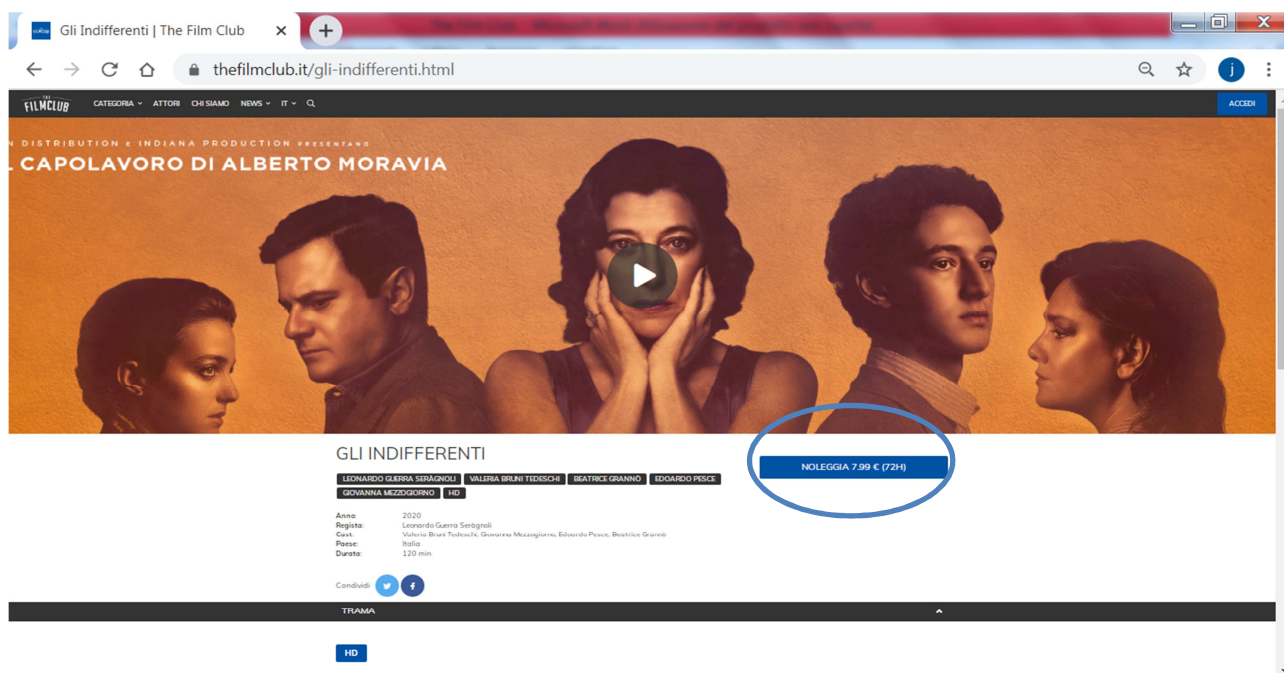 Gli Indifferenti | The Film Club
thefilmclub.it/gli-indifferenti.html
j
THE
FILMCLUB
CATEGORIA
ATTORI
CHI SIAMO
NEWS
IT
ACCEDI
N DISTRIBUTION E INDIANA PRODUCTION PRESENTANO
L CAPOLAVORO DI ALBERTO MORAVIA
GLI INDIFFERENTI
NOLEGGIA 7.99 € (72H)
LEONARDO GUERRA SERÀGNOLI VALERIA BRUNI TEDESCHI BEATRICE GRANNÒ EDOARDO PESCE
GIOVANNA MEZZOGIORNO HD
Anno: 2020
Regista: Leonardo Guerra Seràgnoli
Cast: Valeria Bruni Tedeschi, Giovanna Mezzogiorno, Edoardo Pesce, Beatrice Grannò
Paese: Italia
Durata: 120 min
Condividi
TRAMA
HD